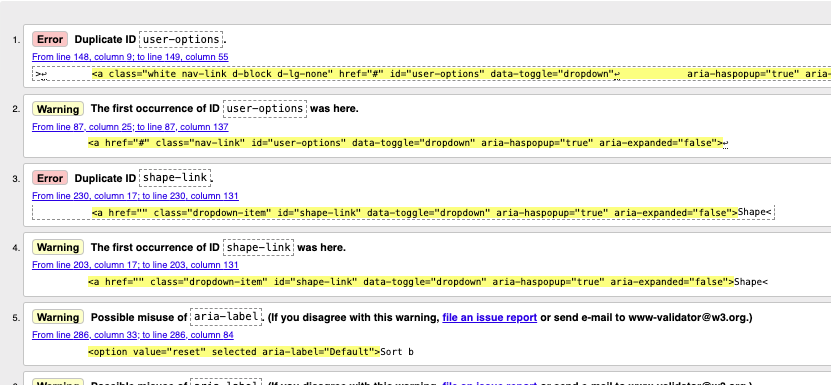 1. Error Duplicate ID user-options.
From line 148, column 9; to line 149, column 55
>↩ <a class="white nav-link d-block d-lg-none" href="#" id="user-options" data-toggle="dropdown"↩ aria-haspopup="true" aria-
2. Warning The first occurrence of ID user-options was here.
From line 87, column 25; to line 87, column 137
<a href="#" class="nav-link" id="user-options" data-toggle="dropdown" aria-haspopup="true" aria-expanded="false">↩
3. Error Duplicate ID shape-link.
From line 230, column 17; to line 230, column 131
<a href="" class="dropdown-item" id="shape-link" data-toggle="dropdown" aria-haspopup="true" aria-expanded="false">Shape<
4. Warning The first occurrence of ID shape-link was here.
From line 203, column 17; to line 203, column 131
<a href="" class="dropdown-item" id="shape-link" data-toggle="dropdown" aria-haspopup="true" aria-expanded="false">Shape<
5. Warning Possible misuse of aria-label. (If you disagree with this warning, file an issue report or send e-mail to www-validator@w3.org.)
From line 286, column 33; to line 286, column 84
<option value="reset" selected aria-label="Default">Sort b